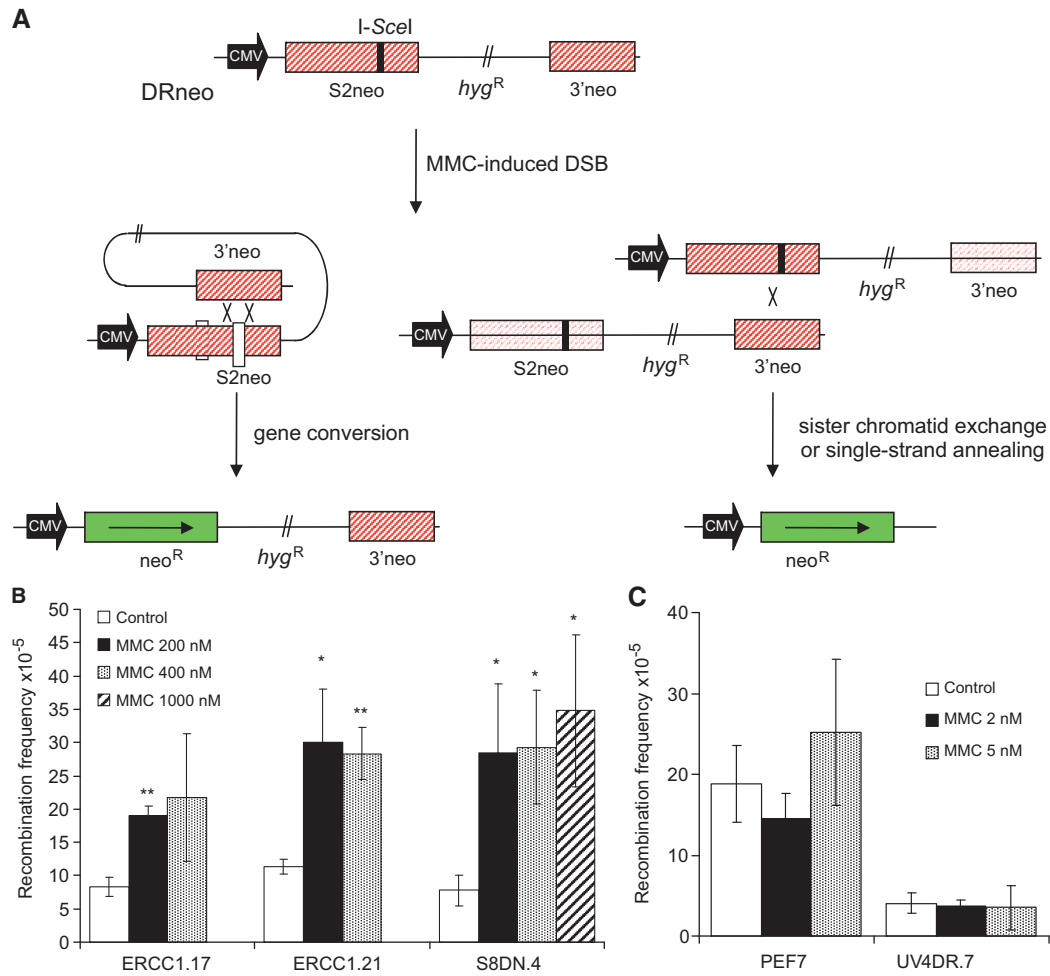 A
I-SceI
CMV
S2neo
hygR
3'neo
DRneo
MMC-induced DSB
3'neo
CMV
S2neo
CMV
hygR
3'neo
CMV
S2neo
hygR
3'neo
gene conversion
sister chromatid exchange
or single-strand annealing
CMV
neoR
hygR
3'neo
CMV
neoR
B
Recombination frequency x10-5
50
45
40
35
30
25
20
15
10
5
0
Control
MMC 200 nM
MMC 400 nM
MMC 1000 nM
**
*
**
*
*
*
ERCC1.17
ERCC1.21
S8DN.4
C
Recombination frequency x10-5
40
30
20
10
0
Control
MMC 2 nM
MMC 5 nM
PEF7
UV4DR.7